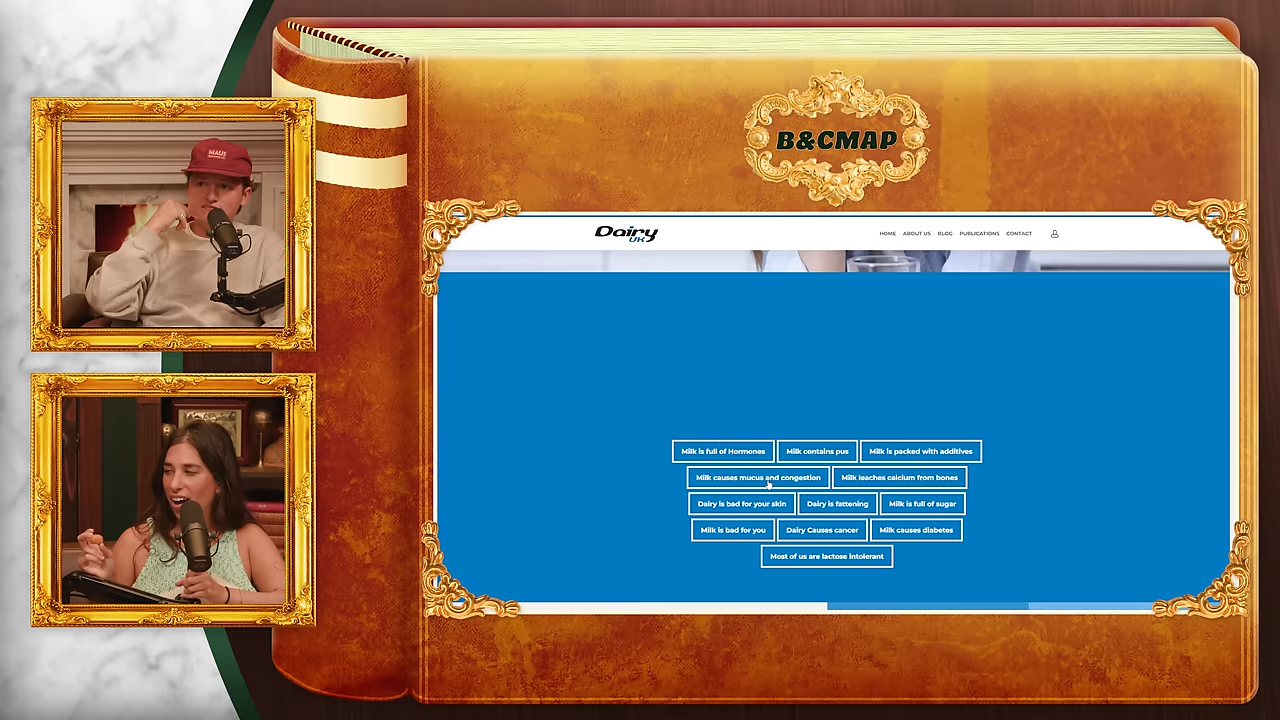 B&CMAP
MAUI
Dairy UK
HOME ABOUT US BLOG PUBLICATIONS CONTACT
Milk is full of Hormones Milk contains pus Milk is packed with additives
Milk causes mucus and congestion Milk leaches calcium from bones
Dairy is bad for your skin Dairy is fattening Milk is full of sugar
Milk is bad for you Dairy Causes cancer Milk causes diabetes
Most of us are lactose intolerant